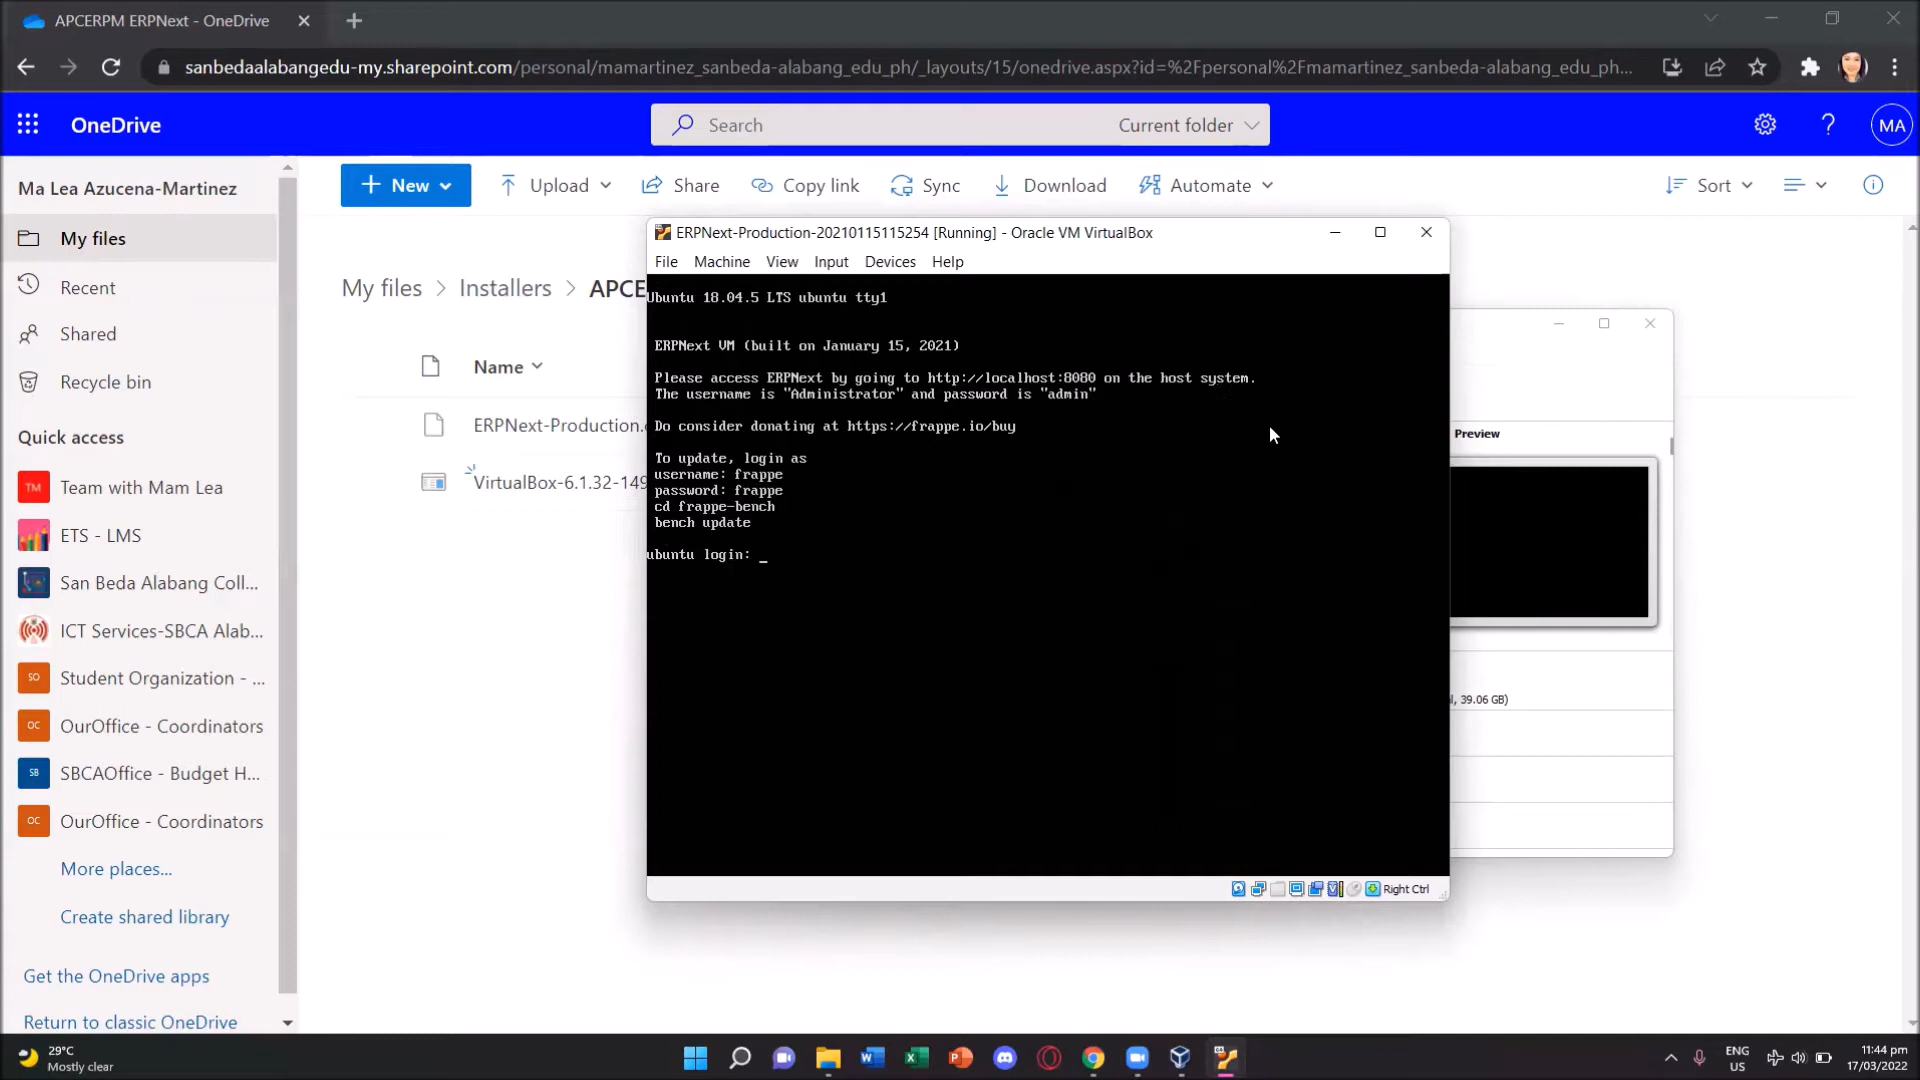 APCERPM ERPNext - OneDrive
sanbedaalabangedu-my.sharepoint.com/personal/mamartinez_sanbeda-alabang_edu_ph/_layouts/15/onedrive.aspx?id=%2Fpersonal%2Fmamartinez_sanbeda-alabang_edu_ph...
OneDrive
Search
Current folder
MA
Ma Lea Azucena-Martinez
New
Upload
Share
Copy link
Sync
Download
Automate
Sort
My files
Recent
Shared
Recycle bin
Quick access
TM Team with Mam Lea
ETS - LMS
San Beda Alabang Coll...
ICT Services-SBCA Alab...
SO Student Organization - ...
OC OurOffice - Coordinators
SB SBCAOffice - Budget H...
OC OurOffice - Coordinators
More places...
Create shared library
Get the OneDrive apps
Return to classic OneDrive
My files > Installers > APCE
Name
ERPNext-Production.
VirtualBox-6.1.32-149
ERPNext-Production-20210115115254 [Running] - Oracle VM VirtualBox
File Machine View Input Devices Help
Ubuntu 18.04.5 LTS ubuntu tty1
ERPNext VM (built on January 15, 2021)
Please access ERPNext by going to http://localhost:8080 on the host system.
The username is "Administrator" and password is "admin"
Do consider donating at https://frappe.io/buy
To update, login as
username: frappe
password: frappe
cd frappe-bench
bench update
ubuntu login: _
Right Ctrl
Preview
, 39.06 GB)
29°C
Mostly clear
ENG
US
11:44 pm
17/03/2022